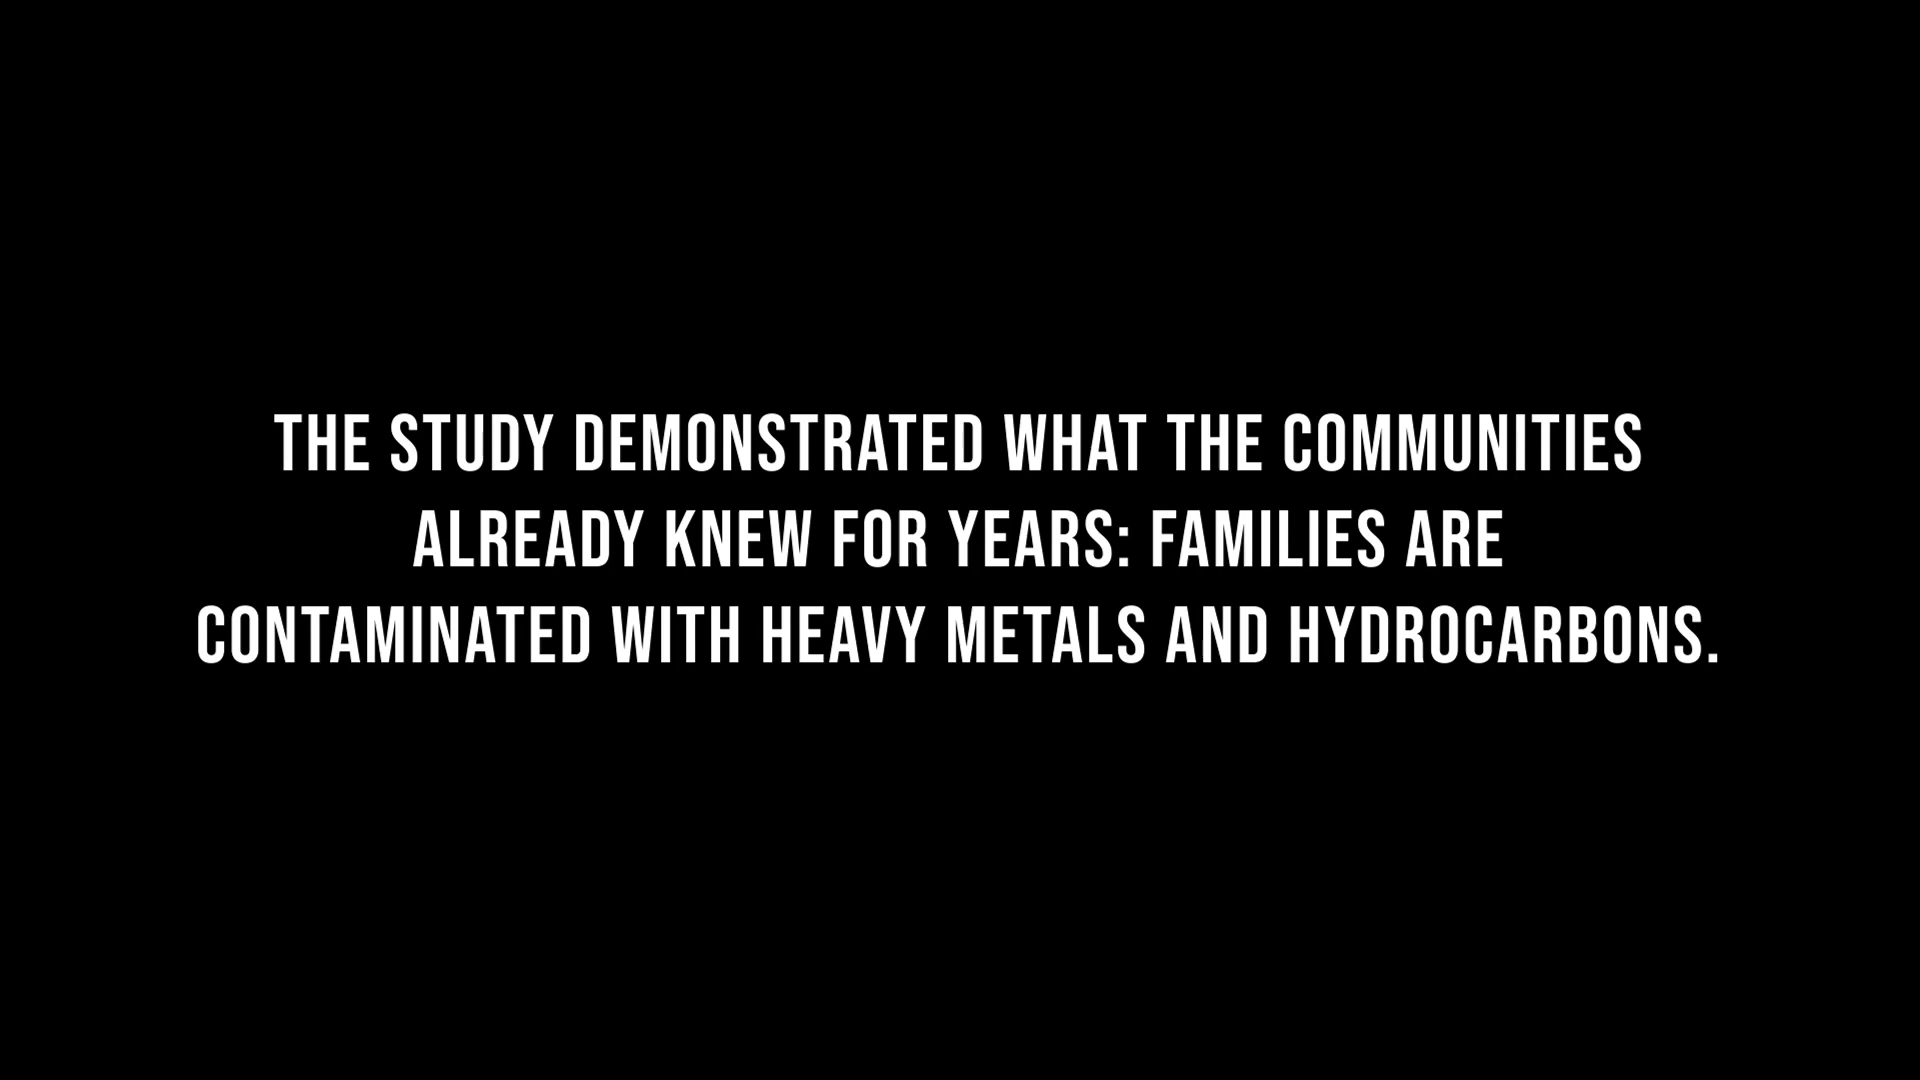 THE STUDY DEMONSTRATED WHAT THE COMMUNITIES
ALREADY KNEW FOR YEARS: FAMILIES ARE
CONTAMINATED WITH HEAVY METALS AND HYDROCARBONS.